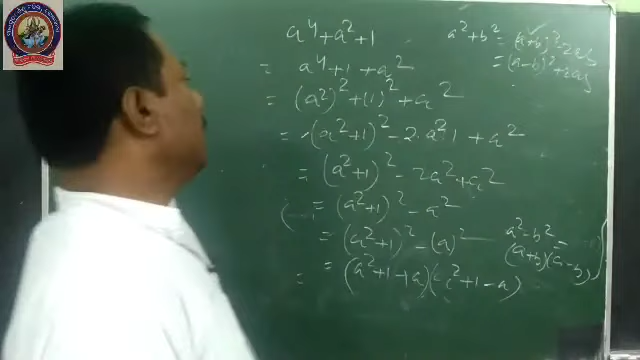 a⁴+a²+1
= a⁴+1+a²
= (a²)²+(1)²+a²
= (a²+1)²-2·a²·1+a²
= (a²+1)²-2a²+a²
= (a²+1)²-a²
= (a²+1)²-(a)²
= (a²+1+a)(a²+1-a)
a²+b² = (a+b)²-2ab
= (a-b)²+2ab
a²-b² =
(a+b)(a-b)